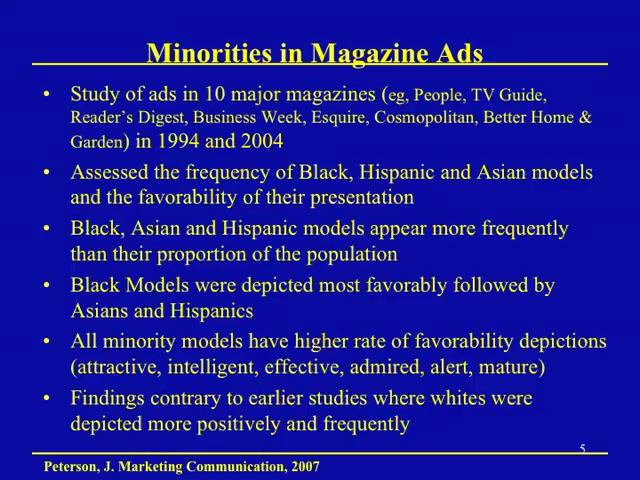 Minorities in Magazine Ads
• Study of ads in 10 major magazines (eg, People, TV Guide,
Reader's Digest, Business Week, Esquire, Cosmopolitan, Better Home &
Garden) in 1994 and 2004
• Assessed the frequency of Black, Hispanic and Asian models
and the favorability of their presentation
• Black, Asian and Hispanic models appear more frequently
than their proportion of the population
• Black Models were depicted most favorably followed by
Asians and Hispanics
• All minority models have higher rate of favorability depictions
(attractive, intelligent, effective, admired, alert, mature)
• Findings contrary to earlier studies where whites were
depicted more positively and frequently
5
Peterson, J. Marketing Communication, 2007